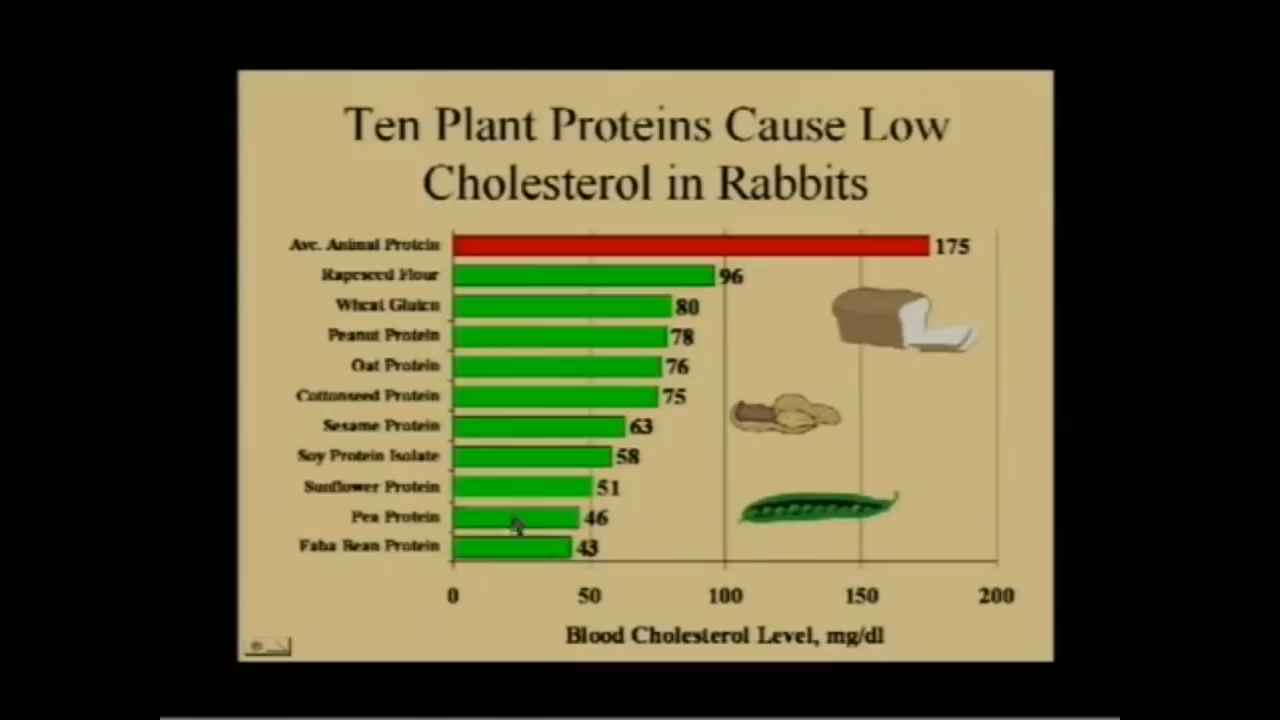 Ten Plant Proteins Cause Low
Cholesterol in Rabbits
Ave. Animal Protein 175
Rapeseed Flour 96
Wheat Gluten 80
Peanut Protein 78
Oat Protein 76
Cottonseed Protein 75
Sesame Protein 63
Soy Protein Isolate 58
Sunflower Protein 51
Pea Protein 46
Faba Bean Protein 43
0 50 100 150 200
Blood Cholesterol Level, mg/dl